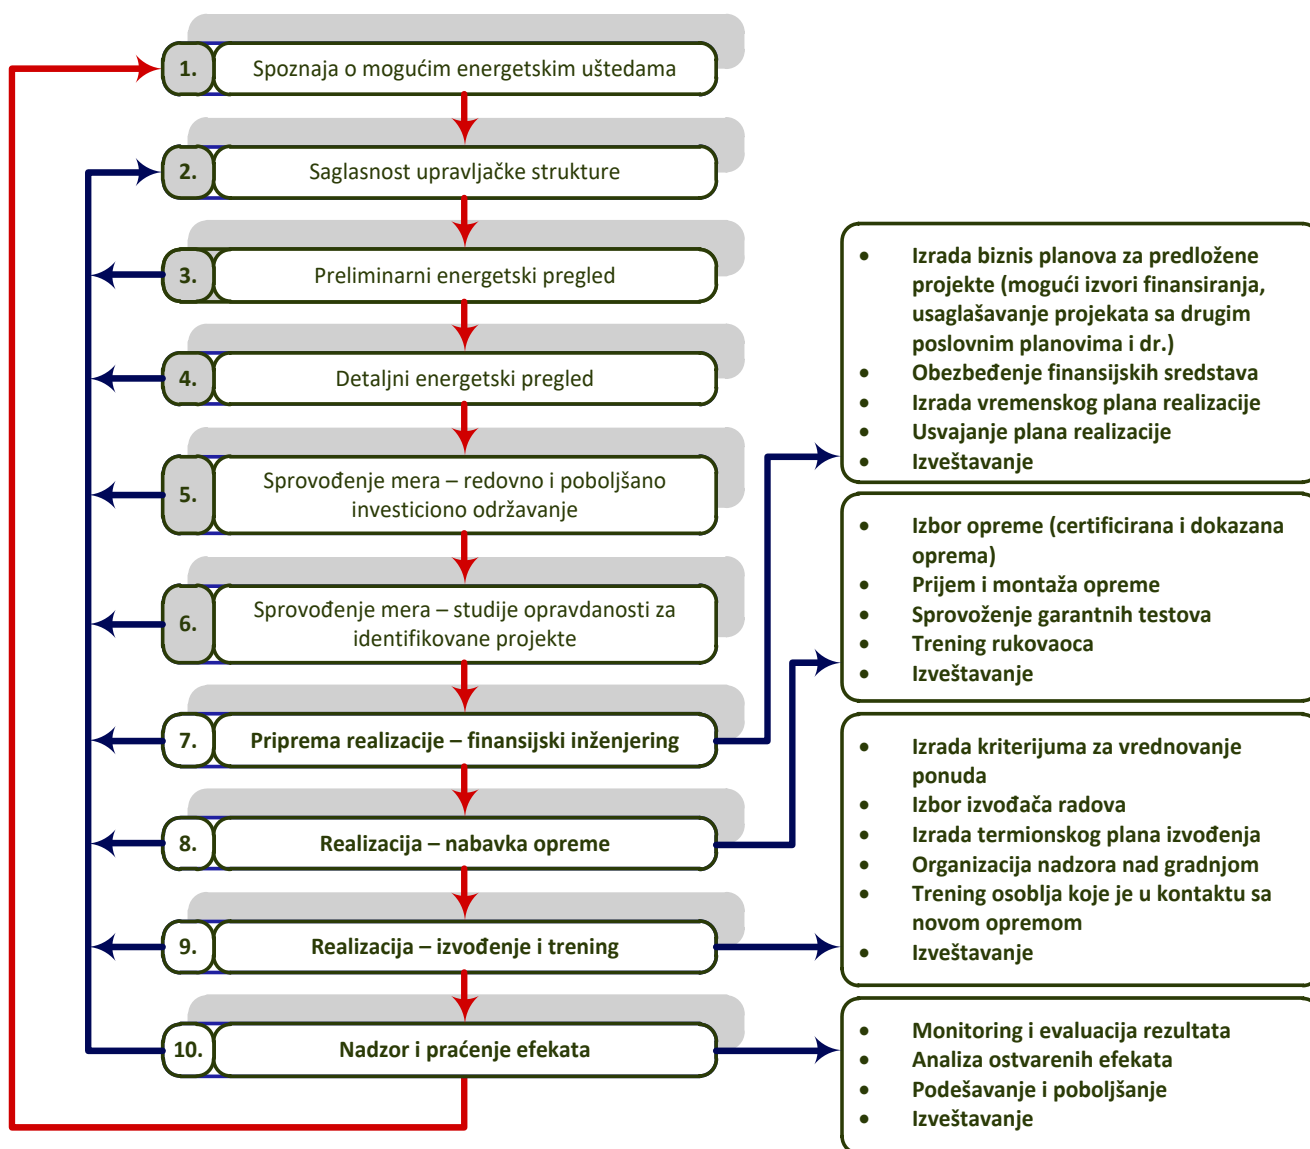 1. Spoznaja o mogućim energetskim uštedama
2. Saglasnost upravljačke strukture
3. Preliminarni energetski pregled
4. Detaljni energetski pregled
5. Sprovođenje mera – redovno i poboljšano
investiciono održavanje
6. Sprovođenje mera – studije opravdanosti za
identifikovane projekte
7. Priprema realizacije – finansijski inženjering
8. Realizacija – nabavka opreme
9. Realizacija – izvođenje i trening
10. Nadzor i praćenje efekata
• Izrada biznis planova za predložene
projekte (mogući izvori finansiranja,
usaglašavanje projekata sa drugim
poslovnim planovima i dr.)
• Obezbeđenje finansijskih sredstava
• Izrada vremenskog plana realizacije
• Usvajanje plana realizacije
• Izveštavanje
• Izbor opreme (certificirana i dokazana
oprema)
• Prijem i montaža opreme
• Sprovoženje garantnih testova
• Trening rukovaoca
• Izveštavanje
• Izrada kriterijuma za vrednovanje
ponuda
• Izbor izvođača radova
• Izrada termionskog plana izvođenja
• Organizacija nadzora nad gradnjom
• Trening osoblja koje je u kontaktu sa
novom opremom
• Izveštavanje
• Monitoring i evaluacija rezultata
• Analiza ostvarenih efekata
• Podešavanje i poboljšanje
• Izveštavanje